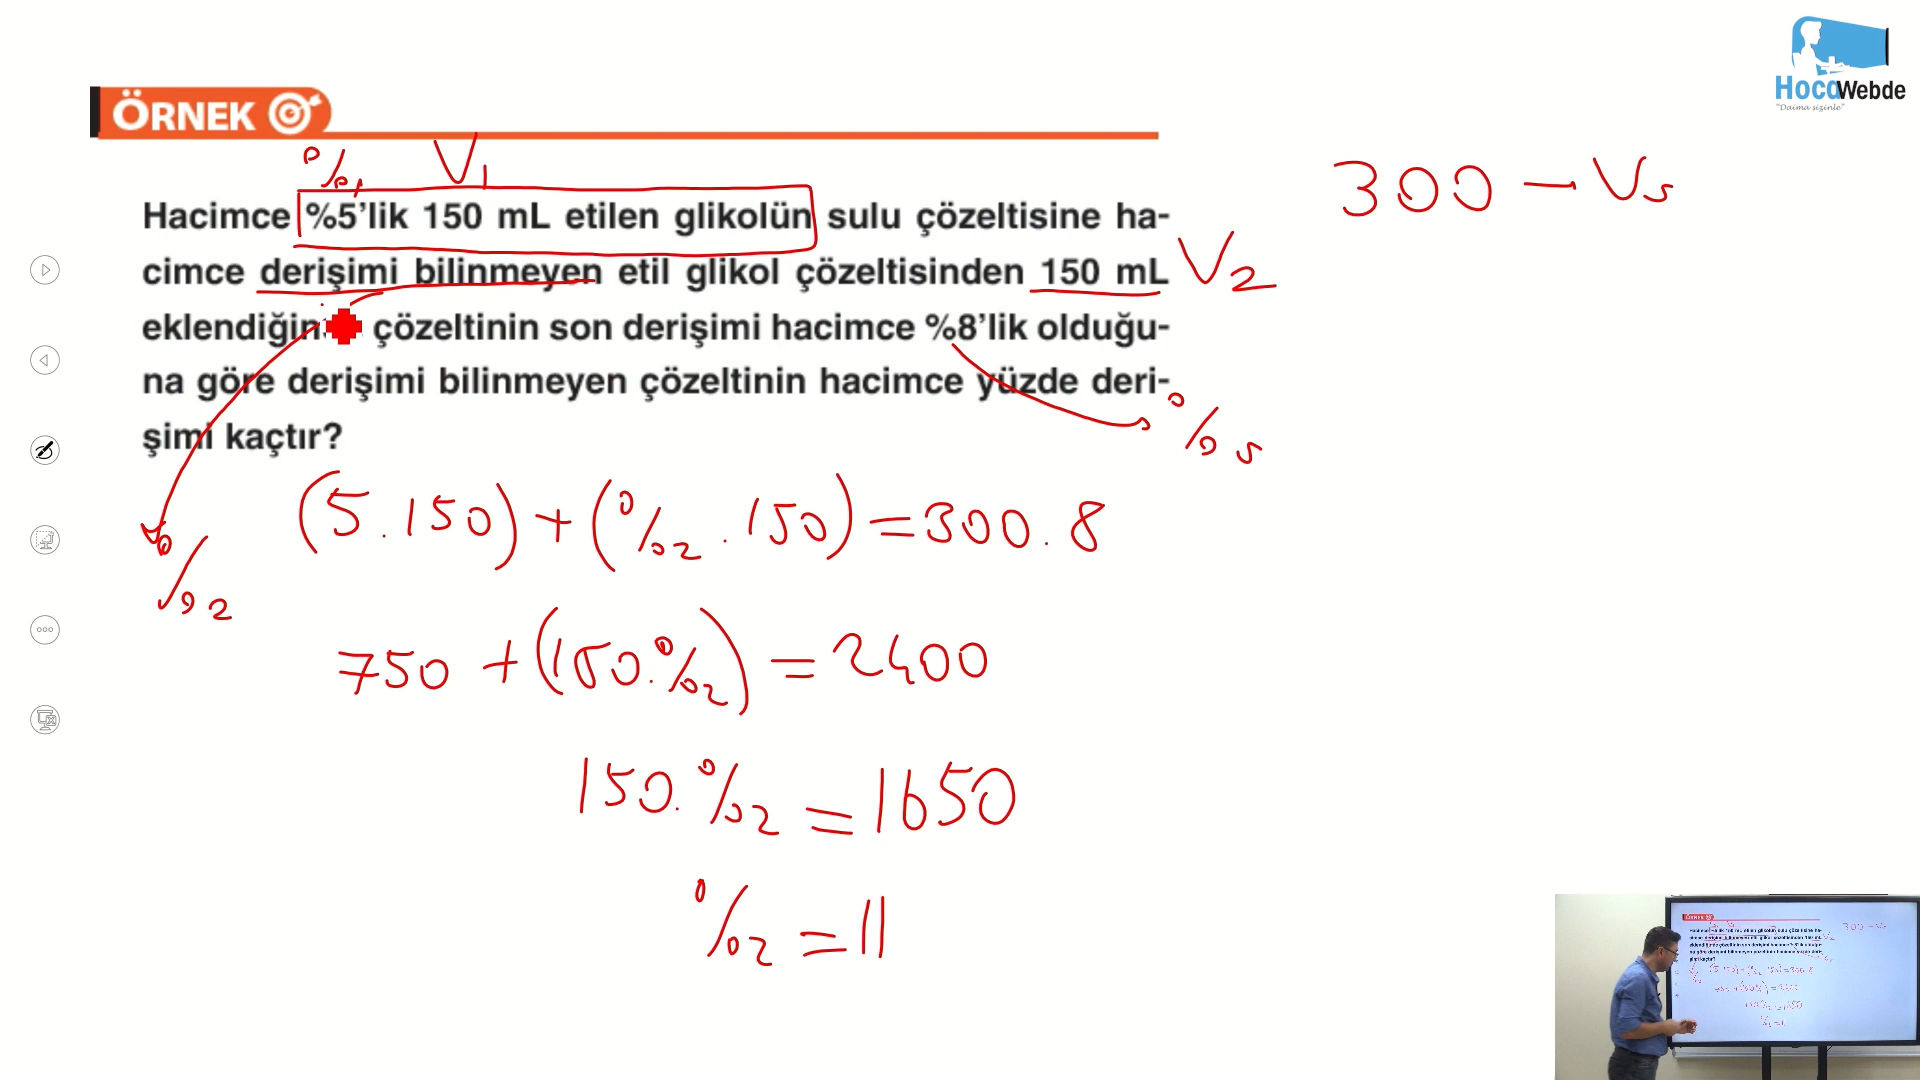 HocaWebde
"Daima sizinle"
ÖRNEK
%1 V1
300 → Vs
Hacimce %5'lik 150 mL etilen glikolün sulu çözeltisine ha-
cimce derişimi bilinmeyen etil glikol çözeltisinden 150 mL V2
eklendiğin çözeltinin son derişimi hacimce %8'lik olduğu-
na göre derişimi bilinmeyen çözeltinin hacimce yüzde deri-
şimi kaçtır?
%s
%2
(5.150)+(%2.150)=300.8
750+(150.%2)=2400
150.%2=1650
%2=11